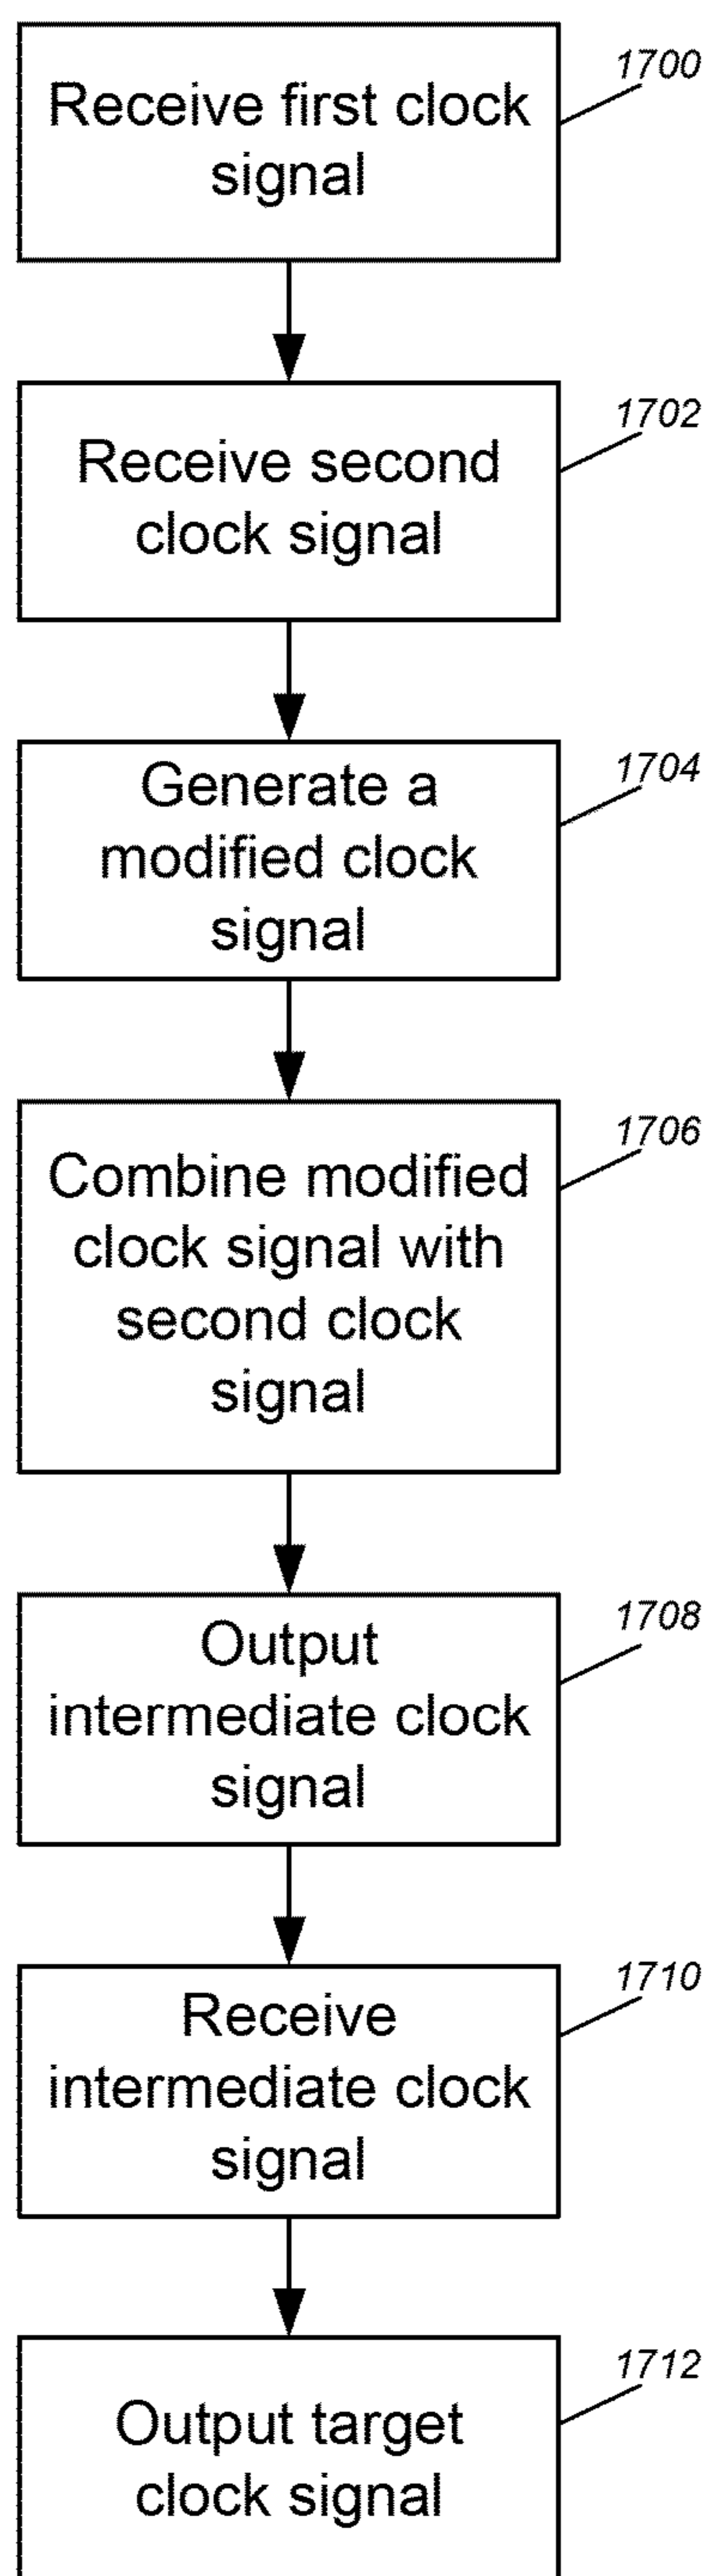 Receive first clock
signal
1700
Receive second
clock signal
1702
Generate a
modified clock
signal
1704
Combine modified
clock signal with
second clock
signal
1706
Output
intermediate clock
signal
1708
Receive
intermediate clock
signal
1710
Output target
clock signal
1712